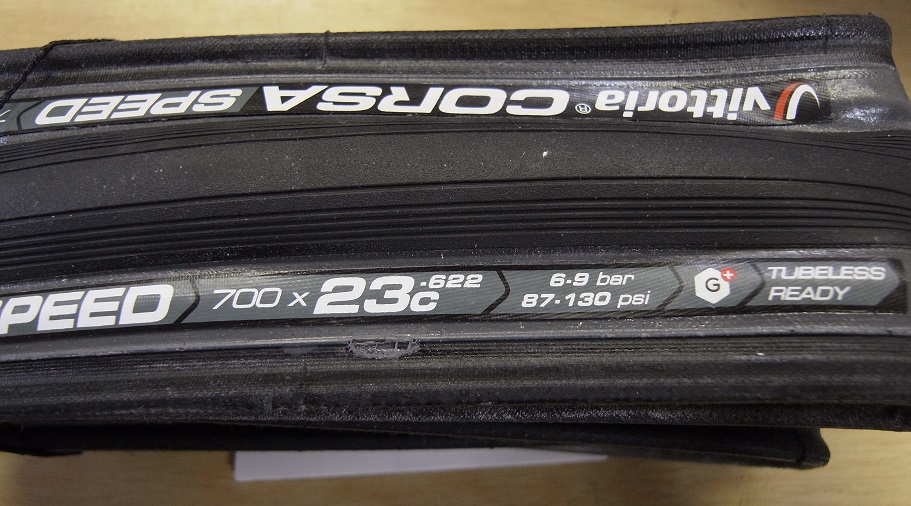 vittoria® CORSA SPEED
SPEED 700 x 23c -622
6-9 bar
87-130 psi
G+
TUBELESS
READY